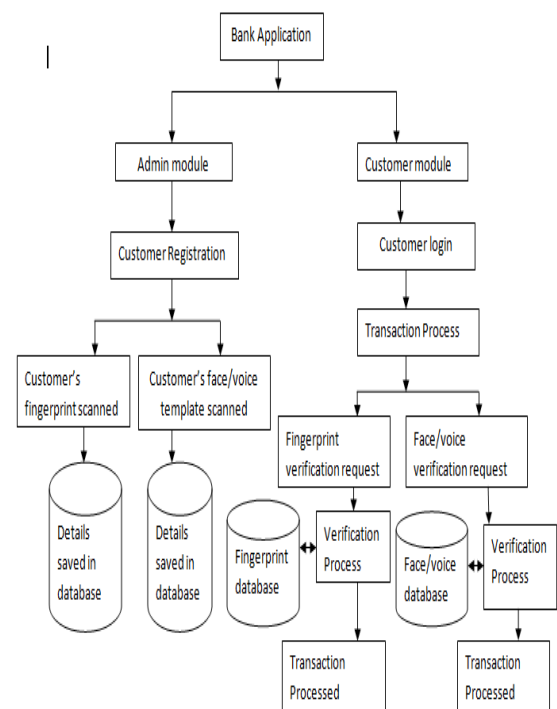 Bank Application
Admin module
Customer module
Customer Registration
Customer login
Transaction Process
Customer's
fingerprint scanned
Customer's face/voice
template scanned
Fingerprint
verification request
Face/voice
verification request
Details
saved in
database
Details
saved in
database
Fingerprint
database
Verification
Process
Face/voice
database
Verification
Process
Transaction
Processed
Transaction
Processed